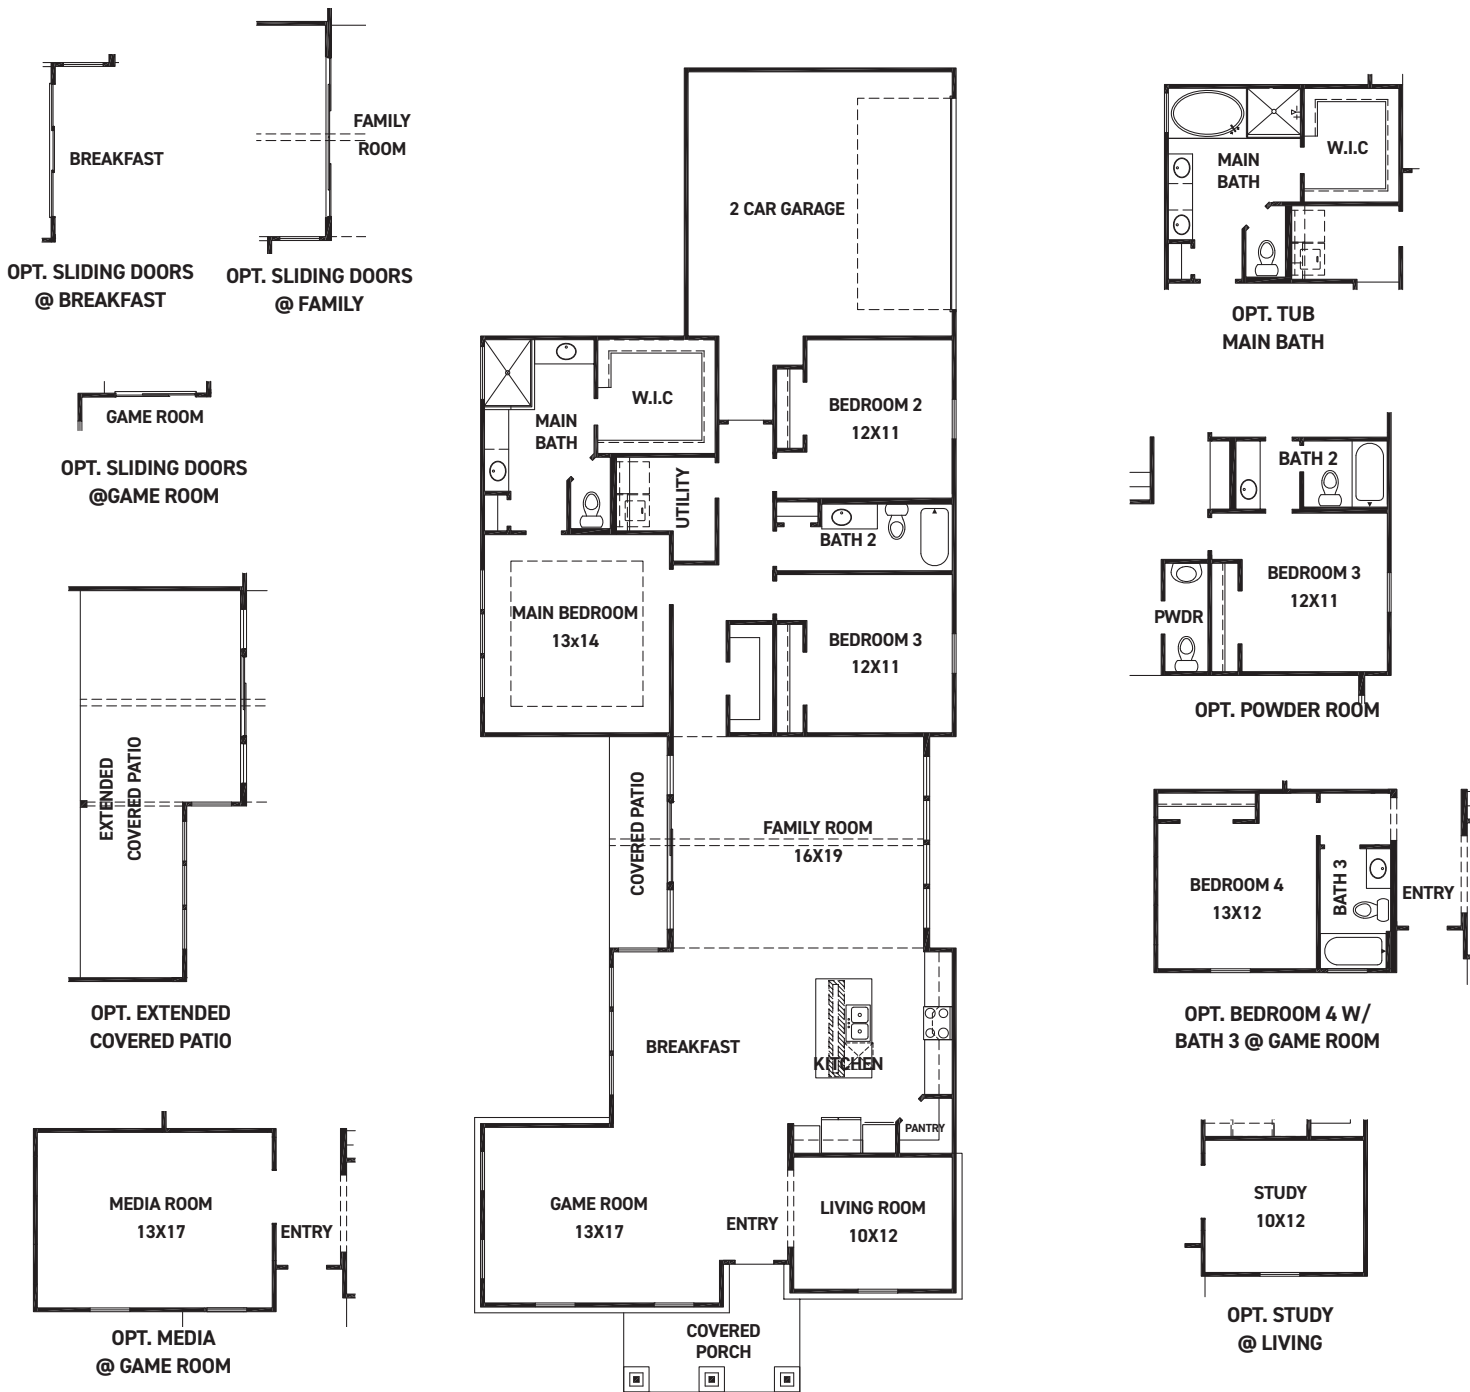 BREAKFAST
OPT. SLIDING DOORS
@ BREAKFAST
FAMILY
ROOM
OPT. SLIDING DOORS
@ FAMILY
GAME ROOM
OPT. SLIDING DOORS
@GAME ROOM
EXTENDED
COVERED PATIO
OPT. EXTENDED
COVERED PATIO
MEDIA ROOM
13X17
ENTRY
OPT. MEDIA
@ GAME ROOM
2 CAR GARAGE
W.I.C
MAIN
BATH
UTILITY
BEDROOM 2
12X11
BATH 2
MAIN BEDROOM
13x14
BEDROOM 3
12X11
COVERED PATIO
FAMILY ROOM
16X19
BREAKFAST
KITCHEN
PANTRY
GAME ROOM
13X17
ENTRY
LIVING ROOM
10X12
COVERED
PORCH
W.I.C
MAIN
BATH
OPT. TUB
MAIN BATH
BATH 2
BEDROOM 3
12X11
PWDR
OPT. POWDER ROOM
BEDROOM 4
13X12
BATH 3
ENTRY
OPT. BEDROOM 4 W/
BATH 3 @ GAME ROOM
STUDY
10X12
OPT. STUDY
@ LIVING